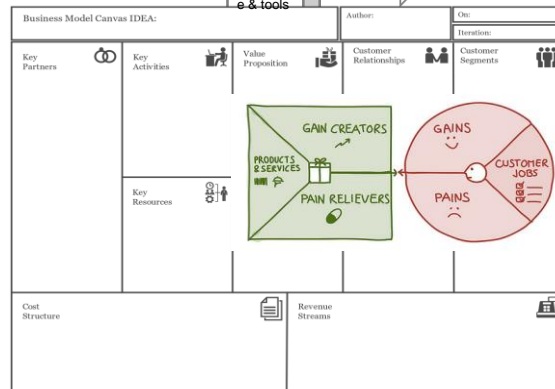 e & tools
Business Model Canvas IDEA:
Author:
On:
Iteration:
Key
Partners
Key
Activities
Value
Proposition
Customer
Relationships
Customer
Segments
GAIN CREATORS
PRODUCTS
& SERVICES
PAIN RELIEVERS
GAINS
CUSTOMER
JOBS
PAINS
Key
Resources
Cost
Structure
Revenue
Streams